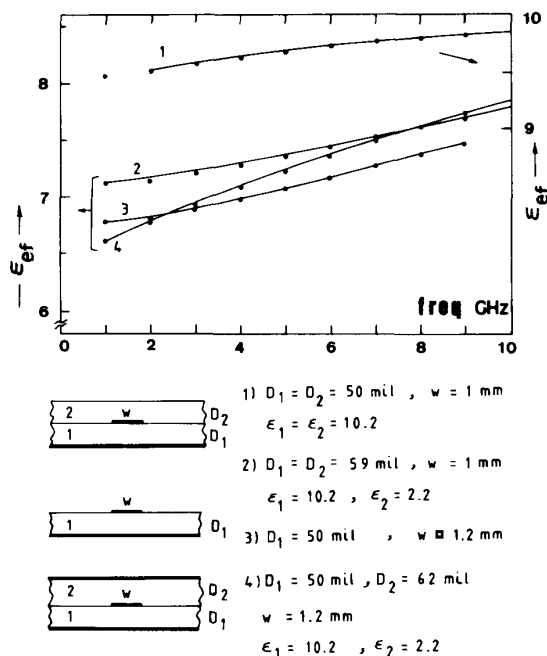 1
10
8
2
9
7
3
4
ε_ef →
ε_ef →
6
freq GHz
0 2 4 6 8 10
2 w D₂
1 D₁
w
1 D₁
2 w D₂
1 D₁
1) D₁ = D₂ = 50 mil , w = 1 mm
ε₁ = ε₂ = 10.2
2) D₁ = D₂ = 59 mil, w = 1 mm
ε₁ = 10.2 , ε₂ = 2.2
3) D₁ = 50 mil , w = 1.2 mm
4) D₁ = 50 mil , D₂ = 62 mil
w = 1.2 mm
ε₁ = 10.2 , ε₂ = 2.2